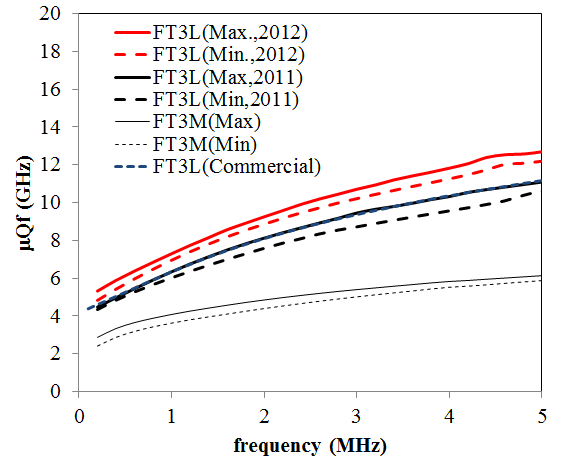 20
18
16
14
12
10
8
6
4
2
0
µQf (GHz)
FT3L(Max.,2012)
FT3L(Min.,2012)
FT3L(Max,2011)
FT3L(Min,2011)
FT3M(Max)
FT3M(Min)
FT3L(Commercial)
0 1 2 3 4 5
frequency (MHz)